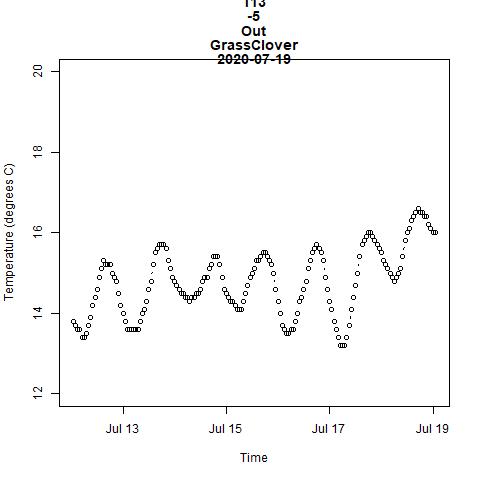 113
-5
Out
GrassClover
2020-07-19
Temperature (degrees C)
20
18
16
14
12
Jul 13 Jul 15 Jul 17 Jul 19
Time